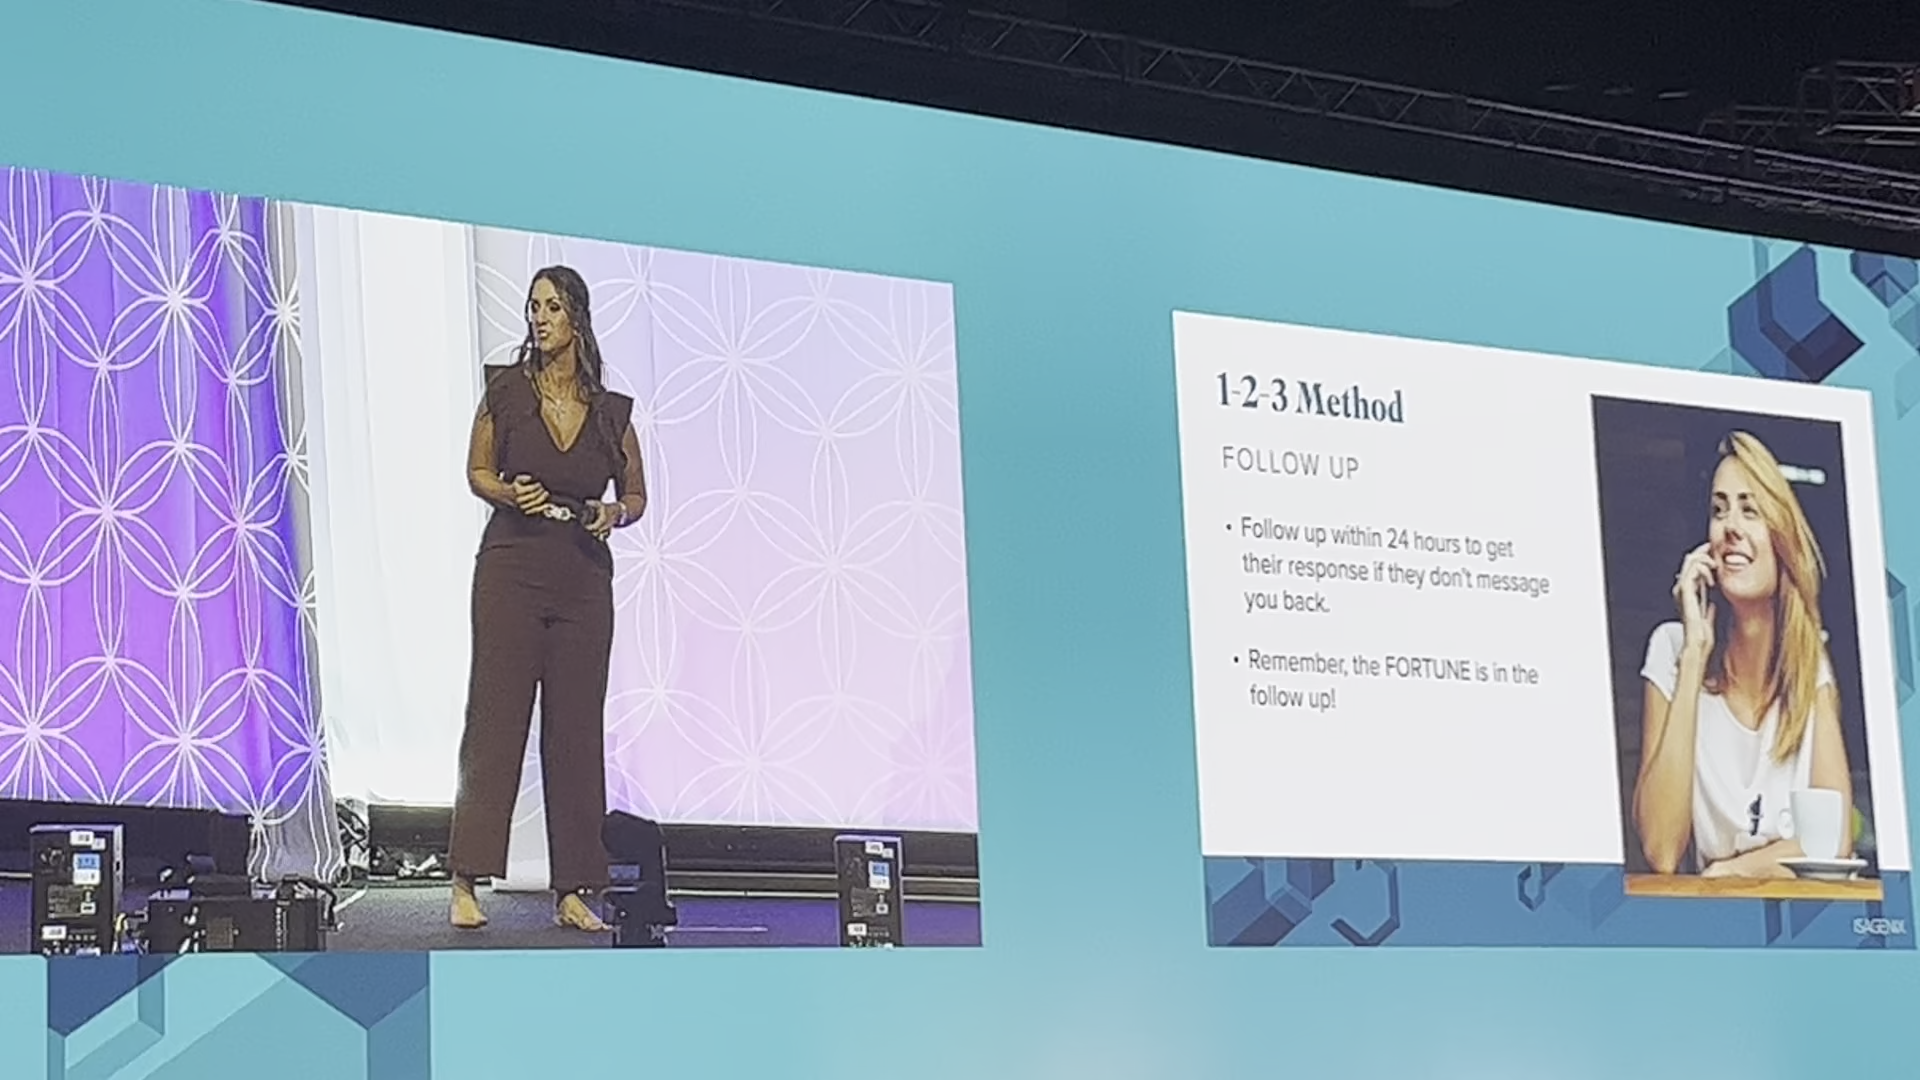 1-2-3 Method
FOLLOW UP
• Follow up within 24 hours to get
their response if they don't message
you back.
• Remember, the FORTUNE is in the
follow up!
ISAGENIX